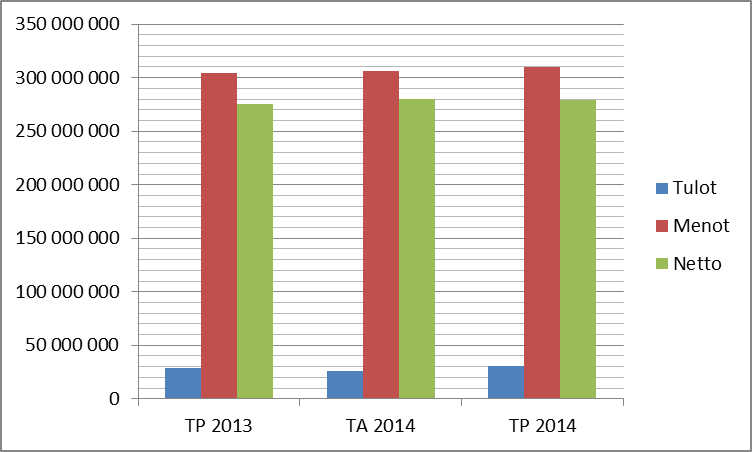 350 000 000
300 000 000
250 000 000
200 000 000
150 000 000
100 000 000
50 000 000
0
TP 2013 TA 2014 TP 2014
Tulot
Menot
Netto